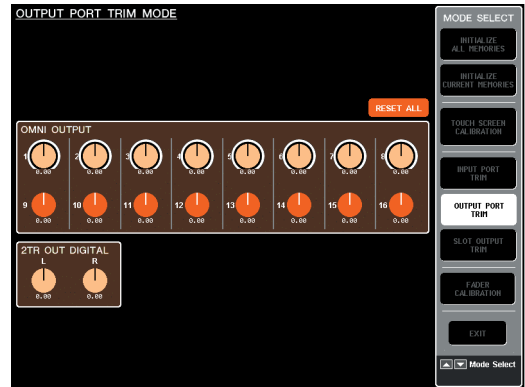 OUTPUT PORT TRIM MODE
RESET ALL
OMNI OUTPUT
1 2 3 4 5 6 7 8
0.00 0.00 0.00 0.00 0.00 0.00 0.00 0.00
9 10 11 12 13 14 15 16
0.00 0.00 0.00 0.00 0.00 0.00 0.00 0.00
2TR OUT DIGITAL
L R
0.00 0.00
MODE SELECT
INITIALIZE
ALL MEMORIES
INITIALIZE
CURRENT MEMORIES
TOUCH SCREEN
CALIBRATION
INPUT PORT
TRIM
OUTPUT PORT
TRIM
SLOT OUTPUT
TRIM
FADER
CALIBRATION
EXIT
Mode Select